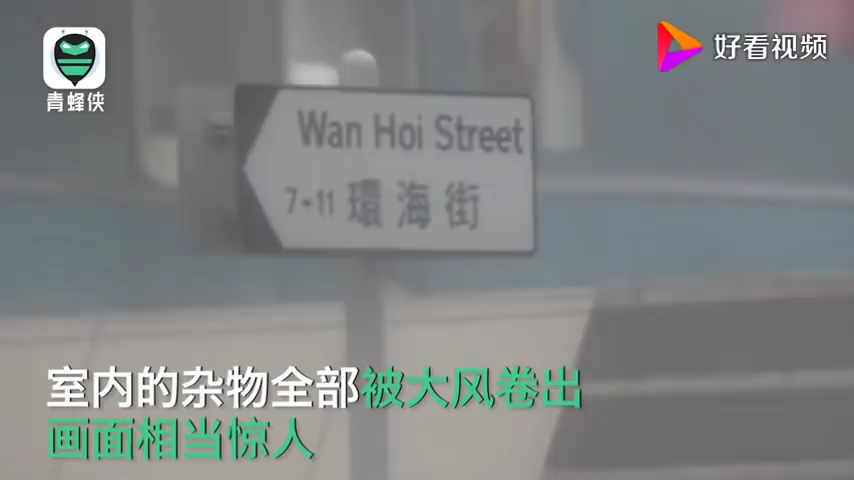 青蜂侠
好看视频
Wan Hoi Street
7-11 環海街
室内的杂物全部被大风卷出
画面相当惊人